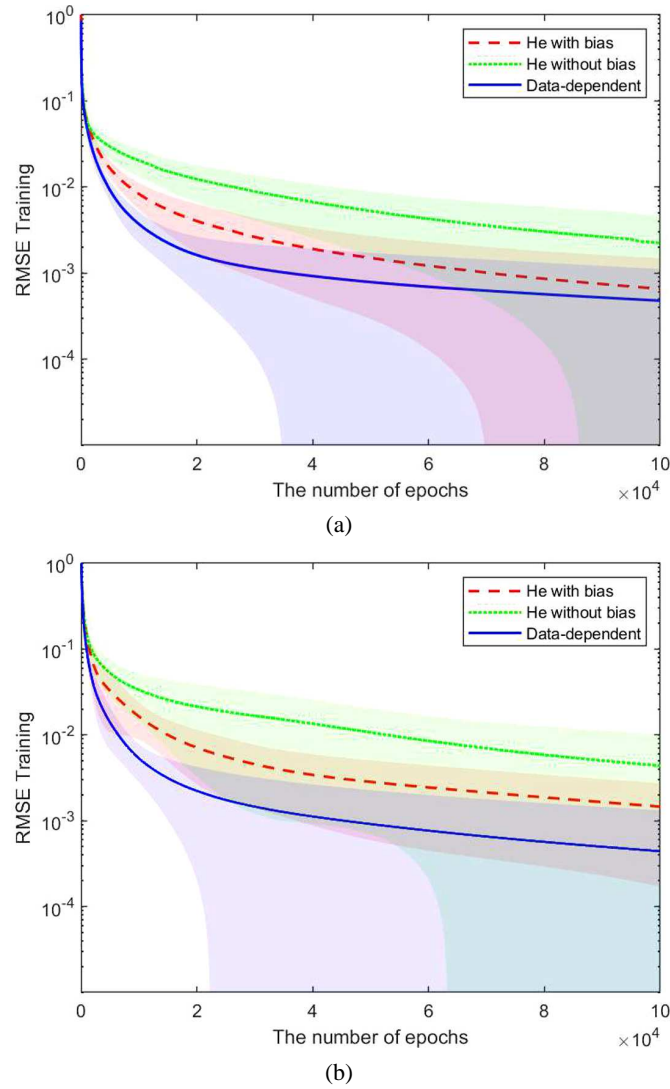 10^0
He with bias
He without bias
Data-dependent
10^-1
10^-2
10^-3
10^-4
RMSE Training
0 2 4 6 8 10
The number of epochs
×10^4
(a)
10^0
He with bias
He without bias
Data-dependent
10^-1
10^-2
10^-3
10^-4
RMSE Training
0 2 4 6 8 10
The number of epochs
×10^4
(b)